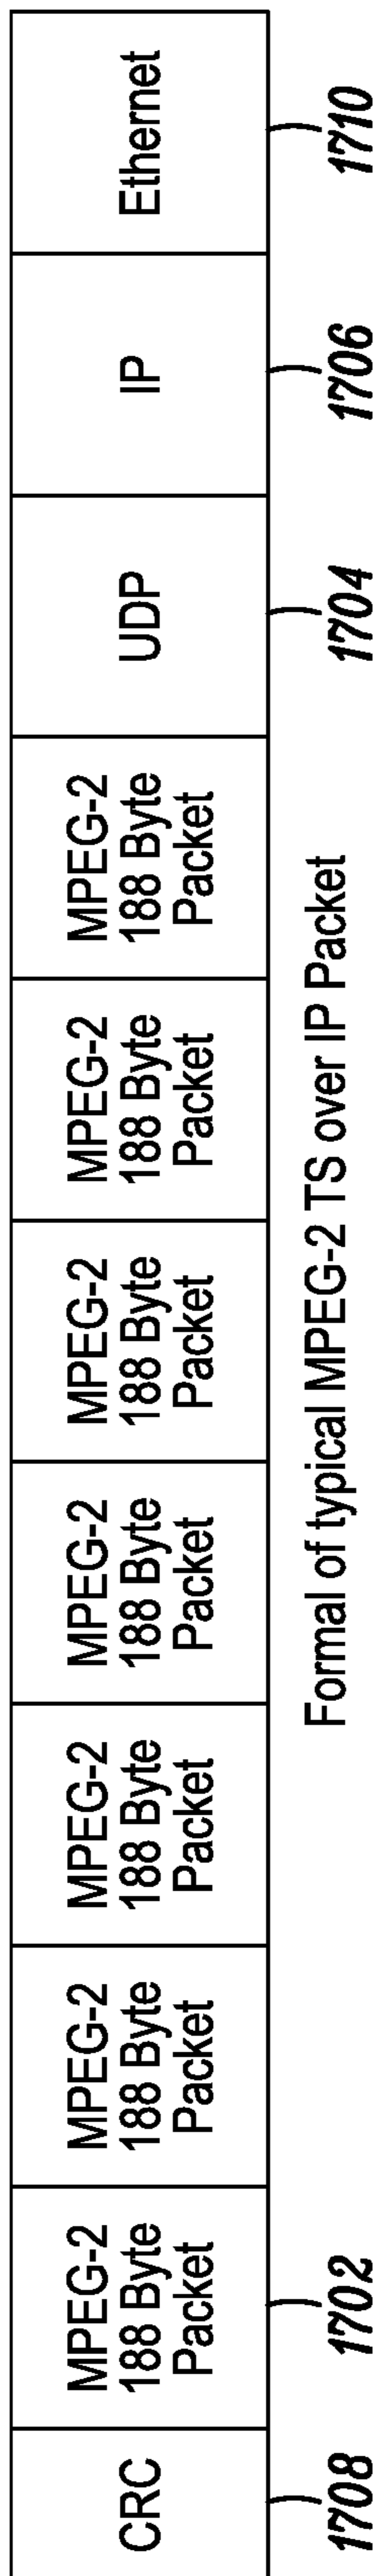 CRC
MPEG-2
188 Byte
Packet
MPEG-2
188 Byte
Packet
MPEG-2
188 Byte
Packet
MPEG-2
188 Byte
Packet
MPEG-2
188 Byte
Packet
MPEG-2
188 Byte
Packet
MPEG-2
188 Byte
Packet
UDP
IP
Ethernet
1708
1702
Formal of typical MPEG-2 TS over IP Packet
1704
1706
1710